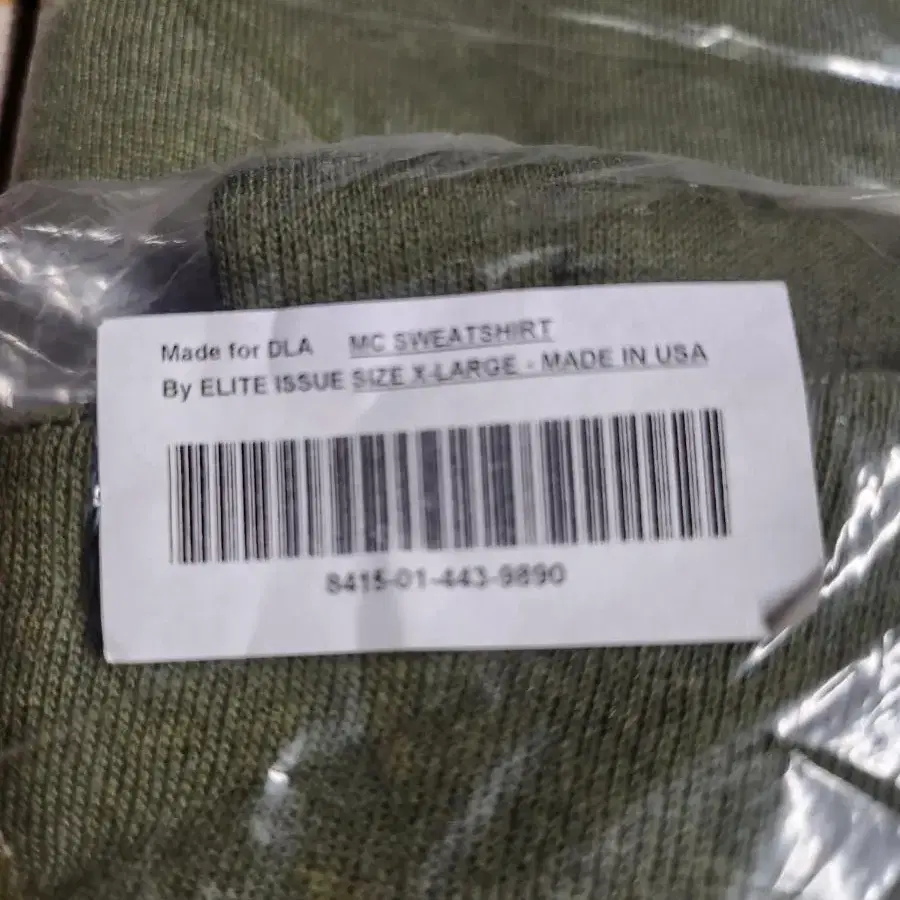 Made for DLA MC SWEATSHIRT
By ELITE ISSUE SIZE X-LARGE - MADE IN USA
8415-01-443-9890